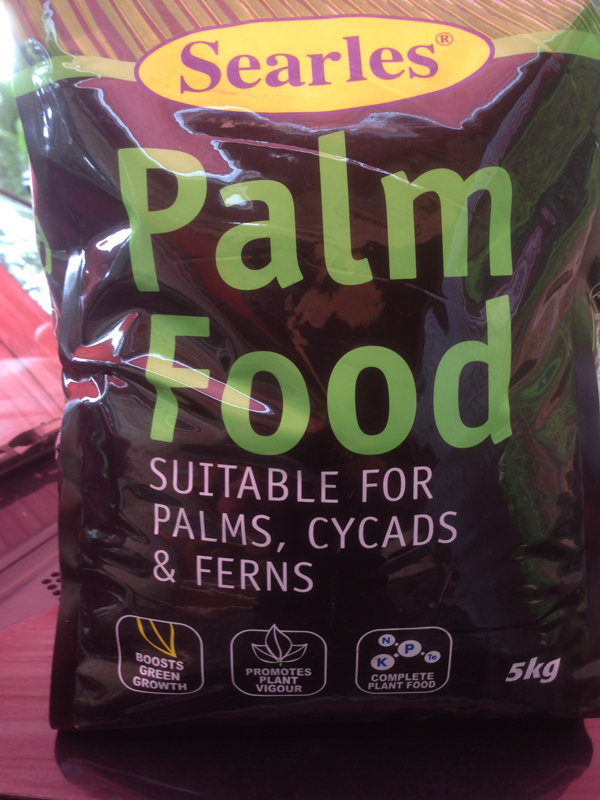 Searles®
Palm
Food
SUITABLE FOR
PALMS, CYCADS
& FERNS
BOOSTS
GREEN
GROWTH
PROMOTES
PLANT
VIGOUR
N
K P Te
COMPLETE
PLANT FOOD
5kg